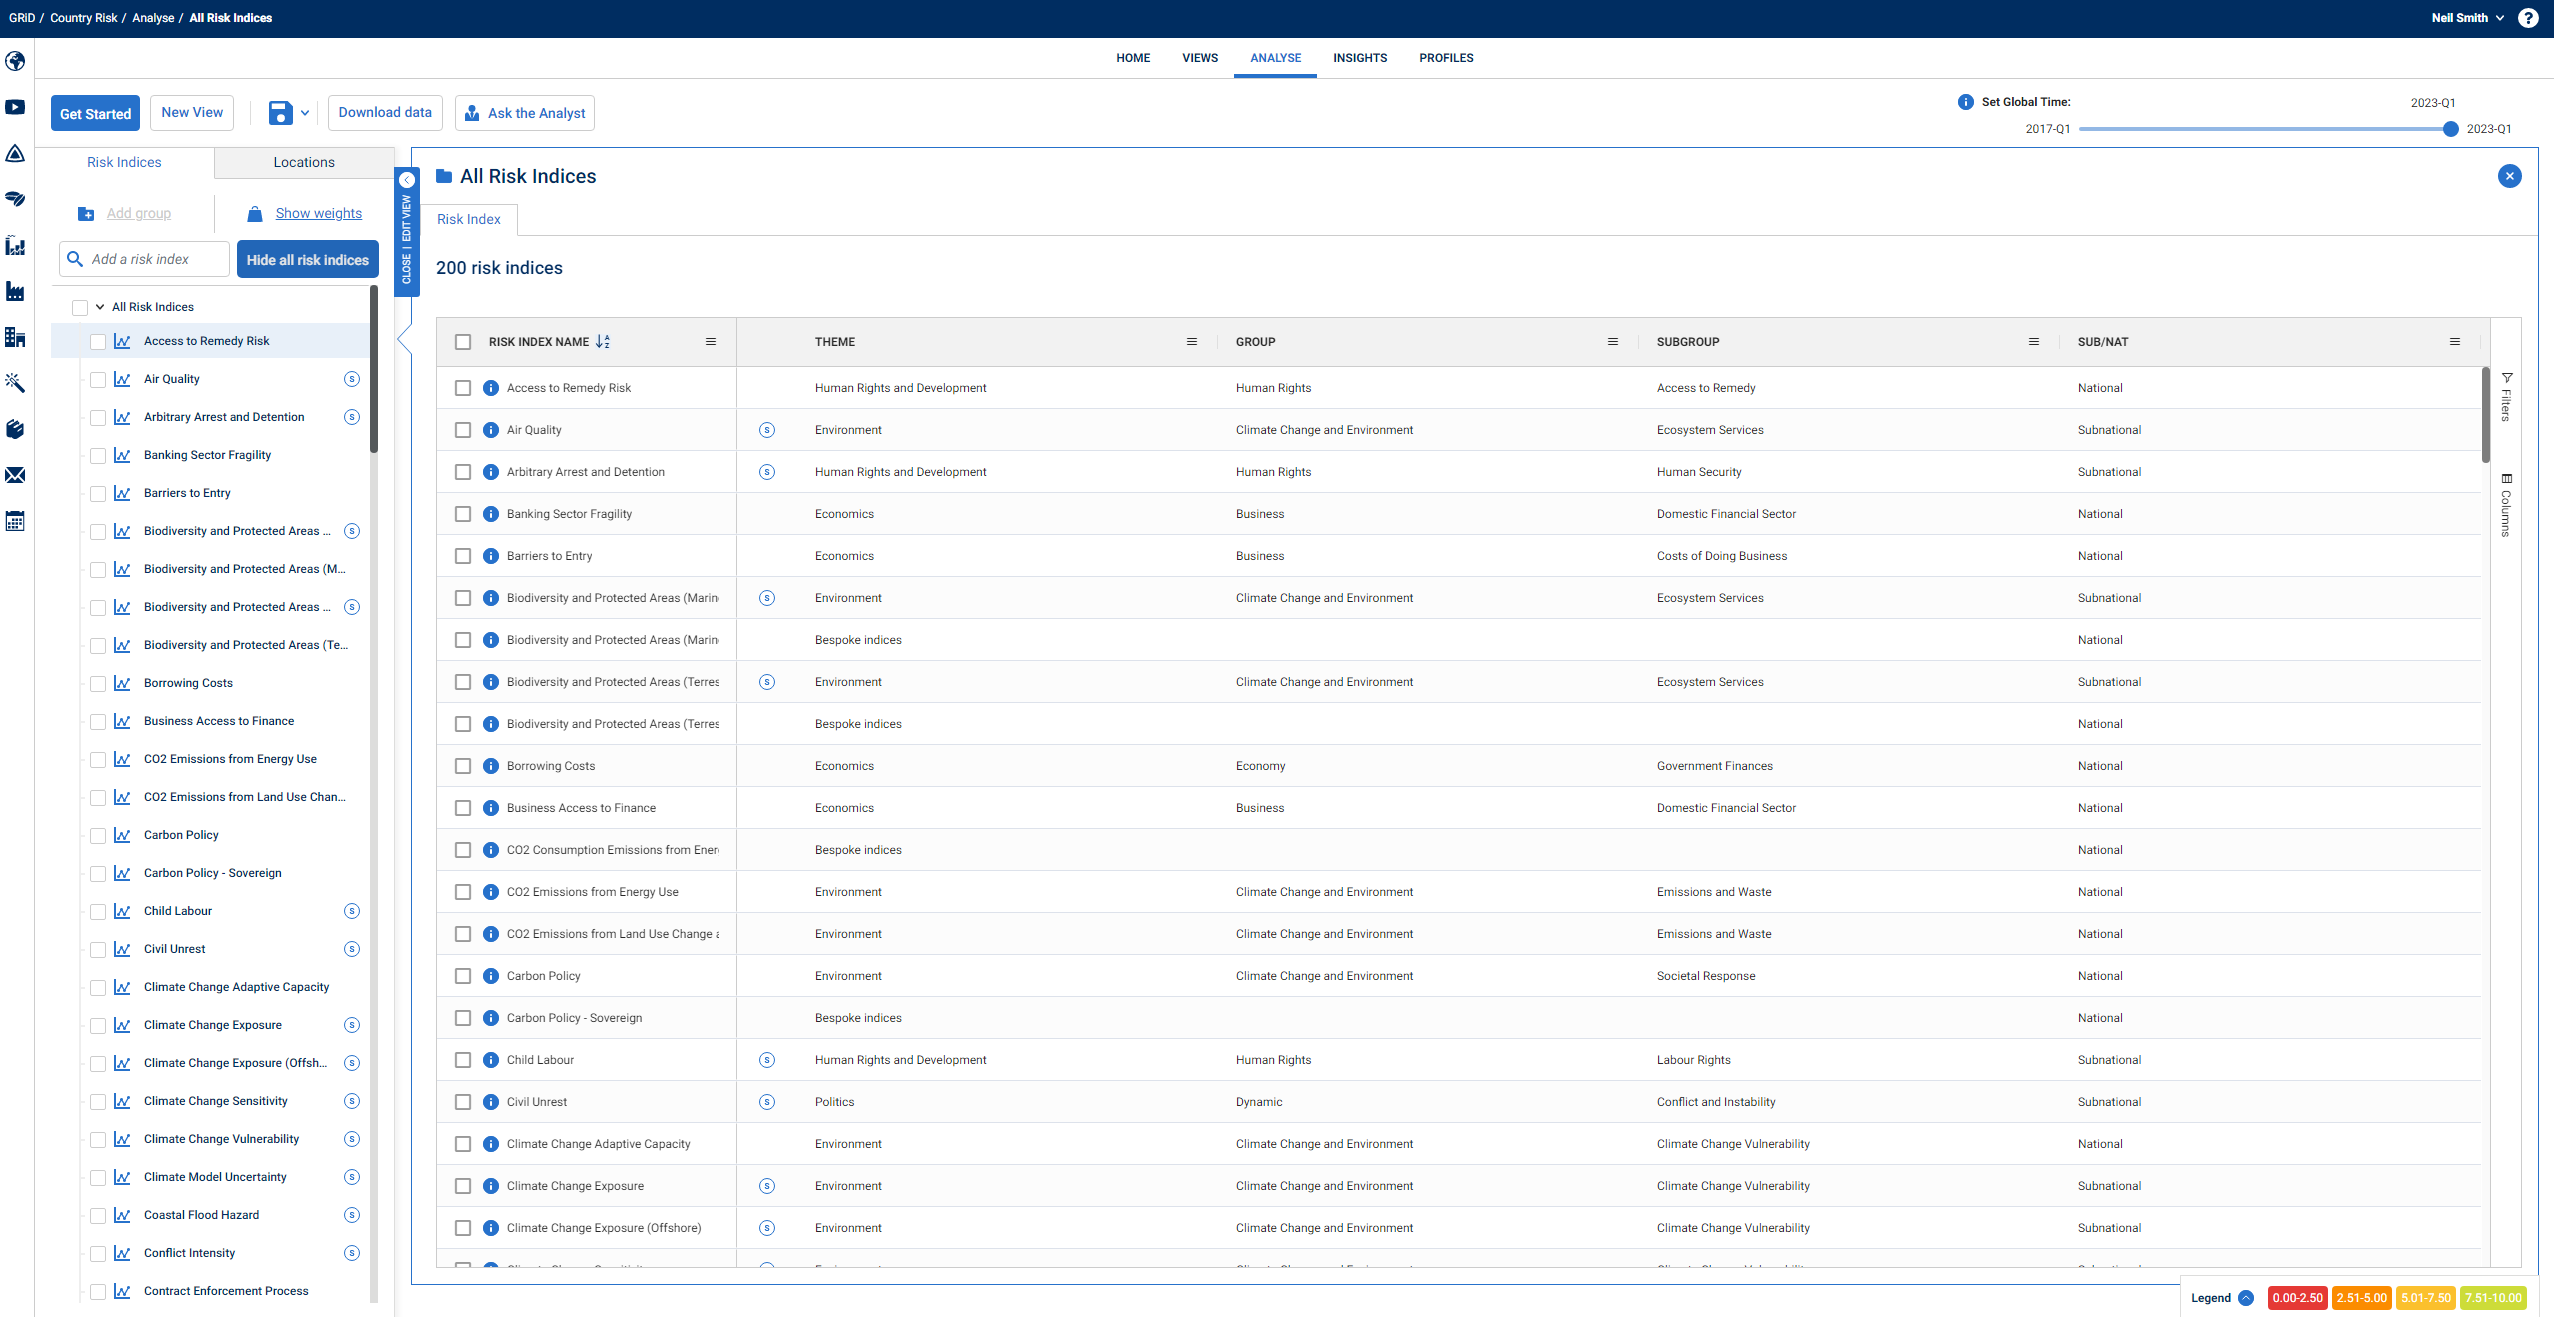 GRiD / Country Risk / Analyse / All Risk Indices
Neil Smith
HOME VIEWS ANALYSE INSIGHTS PROFILES
Get Started New View Download data Ask the Analyst
Set Global Time: 2023-Q1
2017-Q1 2023-Q1
Risk Indices Locations
Add group Show weights
Add a risk index Hide all risk indices
All Risk Indices
Access to Remedy Risk
Air Quality S
Arbitrary Arrest and Detention S
Banking Sector Fragility
Barriers to Entry
Biodiversity and Protected Areas ... S
Biodiversity and Protected Areas (M...
Biodiversity and Protected Areas ... S
Biodiversity and Protected Areas (Te...
Borrowing Costs
Business Access to Finance
CO2 Emissions from Energy Use
CO2 Emissions from Land Use Chan...
Carbon Policy
Carbon Policy - Sovereign
Child Labour S
Civil Unrest S
Climate Change Adaptive Capacity
Climate Change Exposure S
Climate Change Exposure (Offsh... S
Climate Change Sensitivity S
Climate Change Vulnerability S
Climate Model Uncertainty S
Coastal Flood Hazard S
Conflict Intensity S
Contract Enforcement Process
CLOSE | EDIT VIEW
All Risk Indices
Risk Index
200 risk indices
RISK INDEX NAME THEME GROUP SUBGROUP SUB/NAT
Access to Remedy Risk Human Rights and Development Human Rights Access to Remedy National
Air Quality S Environment Climate Change and Environment Ecosystem Services Subnational
Arbitrary Arrest and Detention S Human Rights and Development Human Rights Human Security Subnational
Banking Sector Fragility Economics Business Domestic Financial Sector National
Barriers to Entry Economics Business Costs of Doing Business National
Biodiversity and Protected Areas (Marin S Environment Climate Change and Environment Ecosystem Services Subnational
Biodiversity and Protected Areas (Marin Bespoke indices National
Biodiversity and Protected Areas (Terres S Environment Climate Change and Environment Ecosystem Services Subnational
Biodiversity and Protected Areas (Terres Bespoke indices National
Borrowing Costs Economics Economy Government Finances National
Business Access to Finance Economics Business Domestic Financial Sector National
CO2 Consumption Emissions from Ener Bespoke indices National
CO2 Emissions from Energy Use Environment Climate Change and Environment Emissions and Waste National
CO2 Emissions from Land Use Change a Environment Climate Change and Environment Emissions and Waste National
Carbon Policy Environment Climate Change and Environment Societal Response National
Carbon Policy - Sovereign Bespoke indices National
Child Labour S Human Rights and Development Human Rights Labour Rights Subnational
Civil Unrest S Politics Dynamic Conflict and Instability Subnational
Climate Change Adaptive Capacity Environment Climate Change and Environment Climate Change Vulnerability National
Climate Change Exposure S Environment Climate Change and Environment Climate Change Vulnerability Subnational
Climate Change Exposure (Offshore) S Environment Climate Change and Environment Climate Change Vulnerability Subnational
Filters
Columns
Legend 0.00-2.50 2.51-5.00 5.01-7.50 7.51-10.00